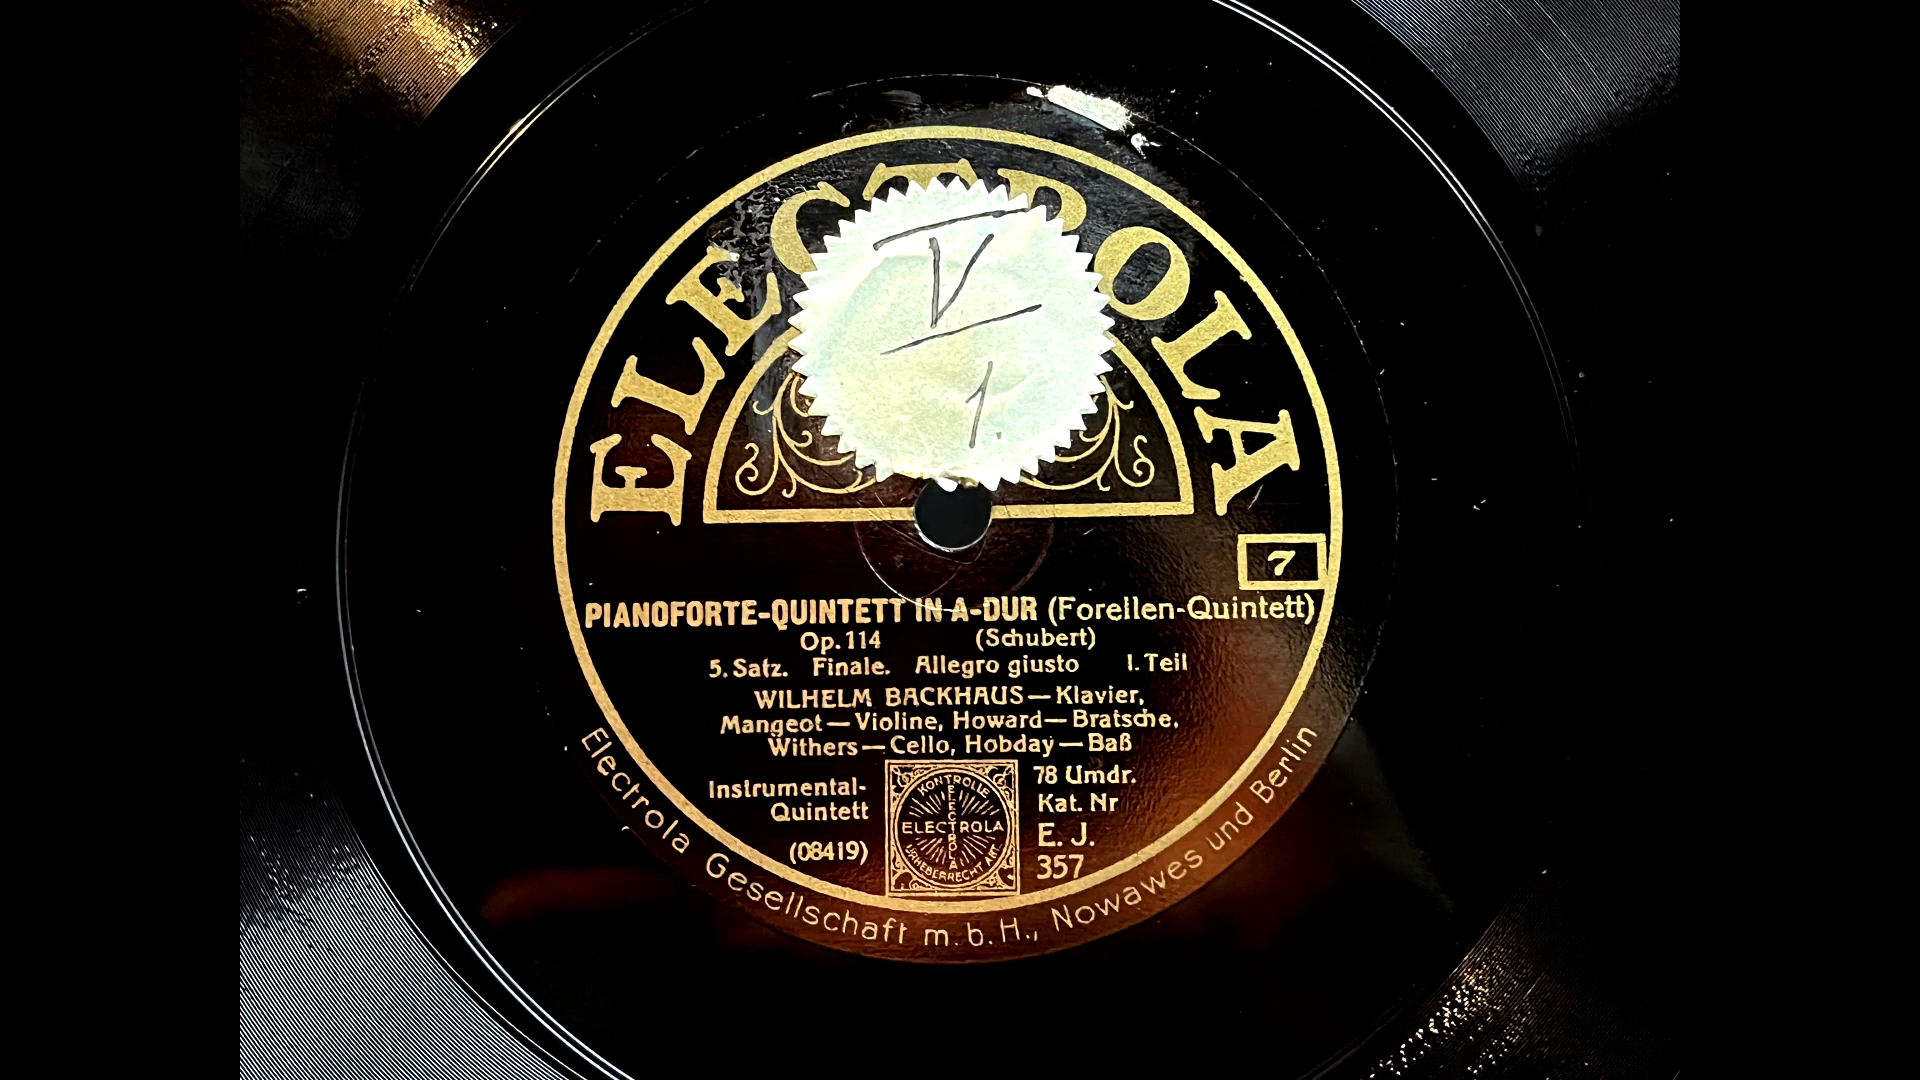 ELECTROLA
V
1.
7
PIANOFORTE-QUINTETT IN A-DUR (Forellen-Quintett)
Op. 114 (Schubert)
5. Satz. Finale. Allegro giusto I. Teil
WILHELM BACKHAUS — Klavier,
Mangeot — Violine, Howard — Bratsche,
Withers — Cello, Hobday — Baß
Instrumental-
Quintett
(08419)
KONTROLLE
ELECTROLA
ELECTROLA
URHEBERRECHT
78 Umdr.
Kat. Nr
E. J.
357
Electrola Gesellschaft m. b. H., Nowawes und Berlin